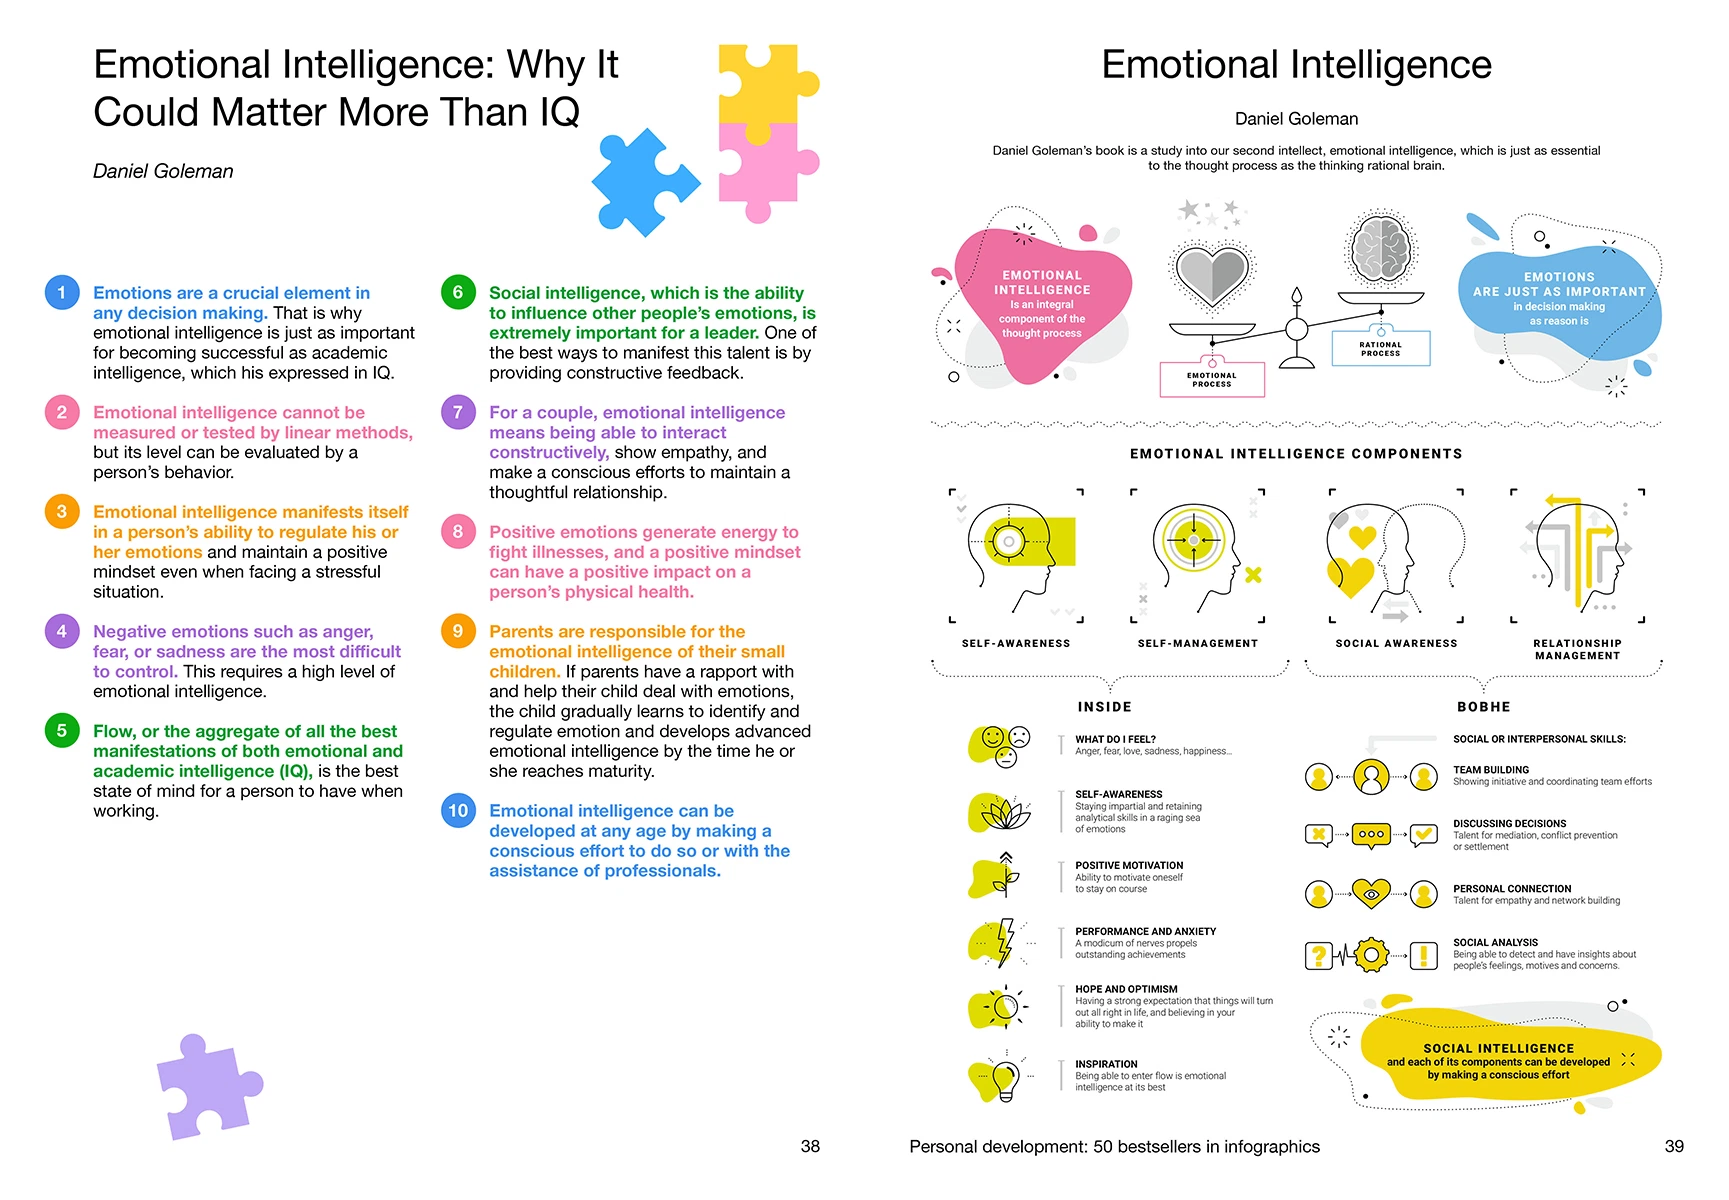 Emotional Intelligence: Why It
Could Matter More Than IQ
Daniel Goleman
1
Emotions are a crucial element in
any decision making. That is why
emotional intelligence is just as important
for becoming successful as academic
intelligence, which his expressed in IQ.
2
Emotional intelligence cannot be
measured or tested by linear methods,
but its level can be evaluated by a
person's behavior.
3
Emotional intelligence manifests itself
in a person's ability to regulate his or
her emotions and maintain a positive
mindset even when facing a stressful
situation.
4
Negative emotions such as anger,
fear, or sadness are the most difficult
to control. This requires a high level of
emotional intelligence.
5
Flow, or the aggregate of all the best
manifestations of both emotional and
academic intelligence (IQ), is the best
state of mind for a person to have when
working.
6
Social intelligence, which is the ability
to influence other people's emotions, is
extremely important for a leader. One of
the best ways to manifest this talent is by
providing constructive feedback.
7
For a couple, emotional intelligence
means being able to interact
constructively, show empathy, and
make a conscious efforts to maintain a
thoughtful relationship.
8
Positive emotions generate energy to
fight illnesses, and a positive mindset
can have a positive impact on a
person's physical health.
9
Parents are responsible for the
emotional intelligence of their small
children. If parents have a rapport with
and help their child deal with emotions,
the child gradually learns to identify and
regulate emotion and develops advanced
emotional intelligence by the time he or
she reaches maturity.
10
Emotional intelligence can be
developed at any age by making a
conscious effort to do so or with the
assistance of professionals.
38
Emotional Intelligence
Daniel Goleman
Daniel Goleman's book is a study into our second intellect, emotional intelligence, which is just as essential
to the thought process as the thinking rational brain.
EMOTIONAL
INTELLIGENCE
Is an integral
component of the
thought process
EMOTIONAL
PROCESS
RATIONAL
PROCESS
EMOTIONS
ARE JUST AS IMPORTANT
in decision making
as reason is
EMOTIONAL INTELLIGENCE COMPONENTS
SELF-AWARENESS
SELF-MANAGEMENT
SOCIAL AWARENESS
RELATIONSHIP
MANAGEMENT
INSIDE
WHAT DO I FEEL?
Anger, fear, love, sadness, happiness...
SELF-AWARENESS
Staying impartial and retaining
analytical skills in a raging sea
of emotions
POSITIVE MOTIVATION
Ability to motivate oneself
to stay on course
PERFORMANCE AND ANXIETY
A modicum of nerves propels
outstanding achievements
HOPE AND OPTIMISM
Having a strong expectation that things will turn
out all right in life, and believing in your
ability to make it
INSPIRATION
Being able to enter flow is emotional
intelligence at its best
ВОВНЕ
SOCIAL OR INTERPERSONAL SKILLS:
TEAM BUILDING
Showing initiative and coordinating team efforts
DISCUSSING DECISIONS
Talent for mediation, conflict prevention
or settlement
PERSONAL CONNECTION
Talent for empathy and network building
? !
SOCIAL ANALYSIS
Being able to detect and have insights about
people's feelings, motives and concerns.
SOCIAL INTELLIGENCE
and each of its components can be developed
by making a conscious effort
Personal development: 50 bestsellers in infographics
39